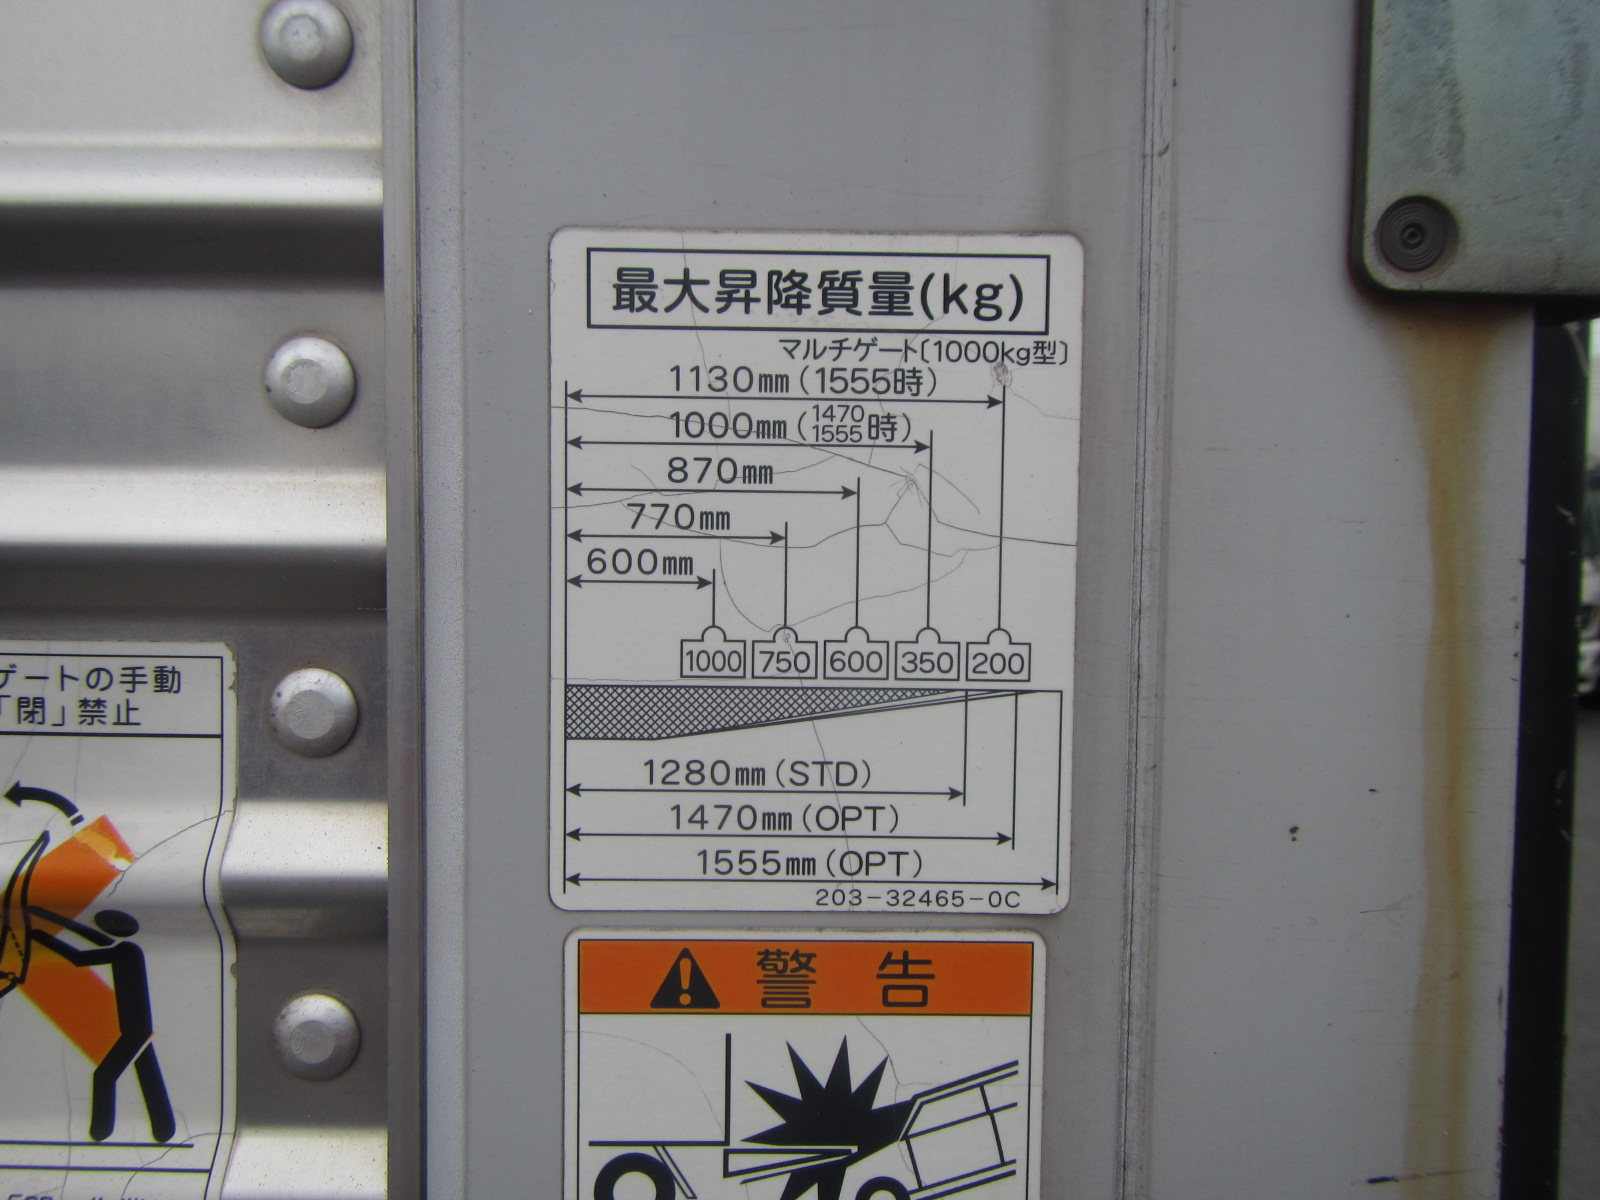 最大昇降質量(kg)
マルチゲート〔1000kg型〕
1130mm(1555時)
1000mm(1470 1555時)
870mm
770mm
600mm
1000 750 600 350 200
1280mm(STD)
1470mm(OPT)
1555mm(OPT)
203-32465-0C
警告
ゲートの手動
「閉」禁止